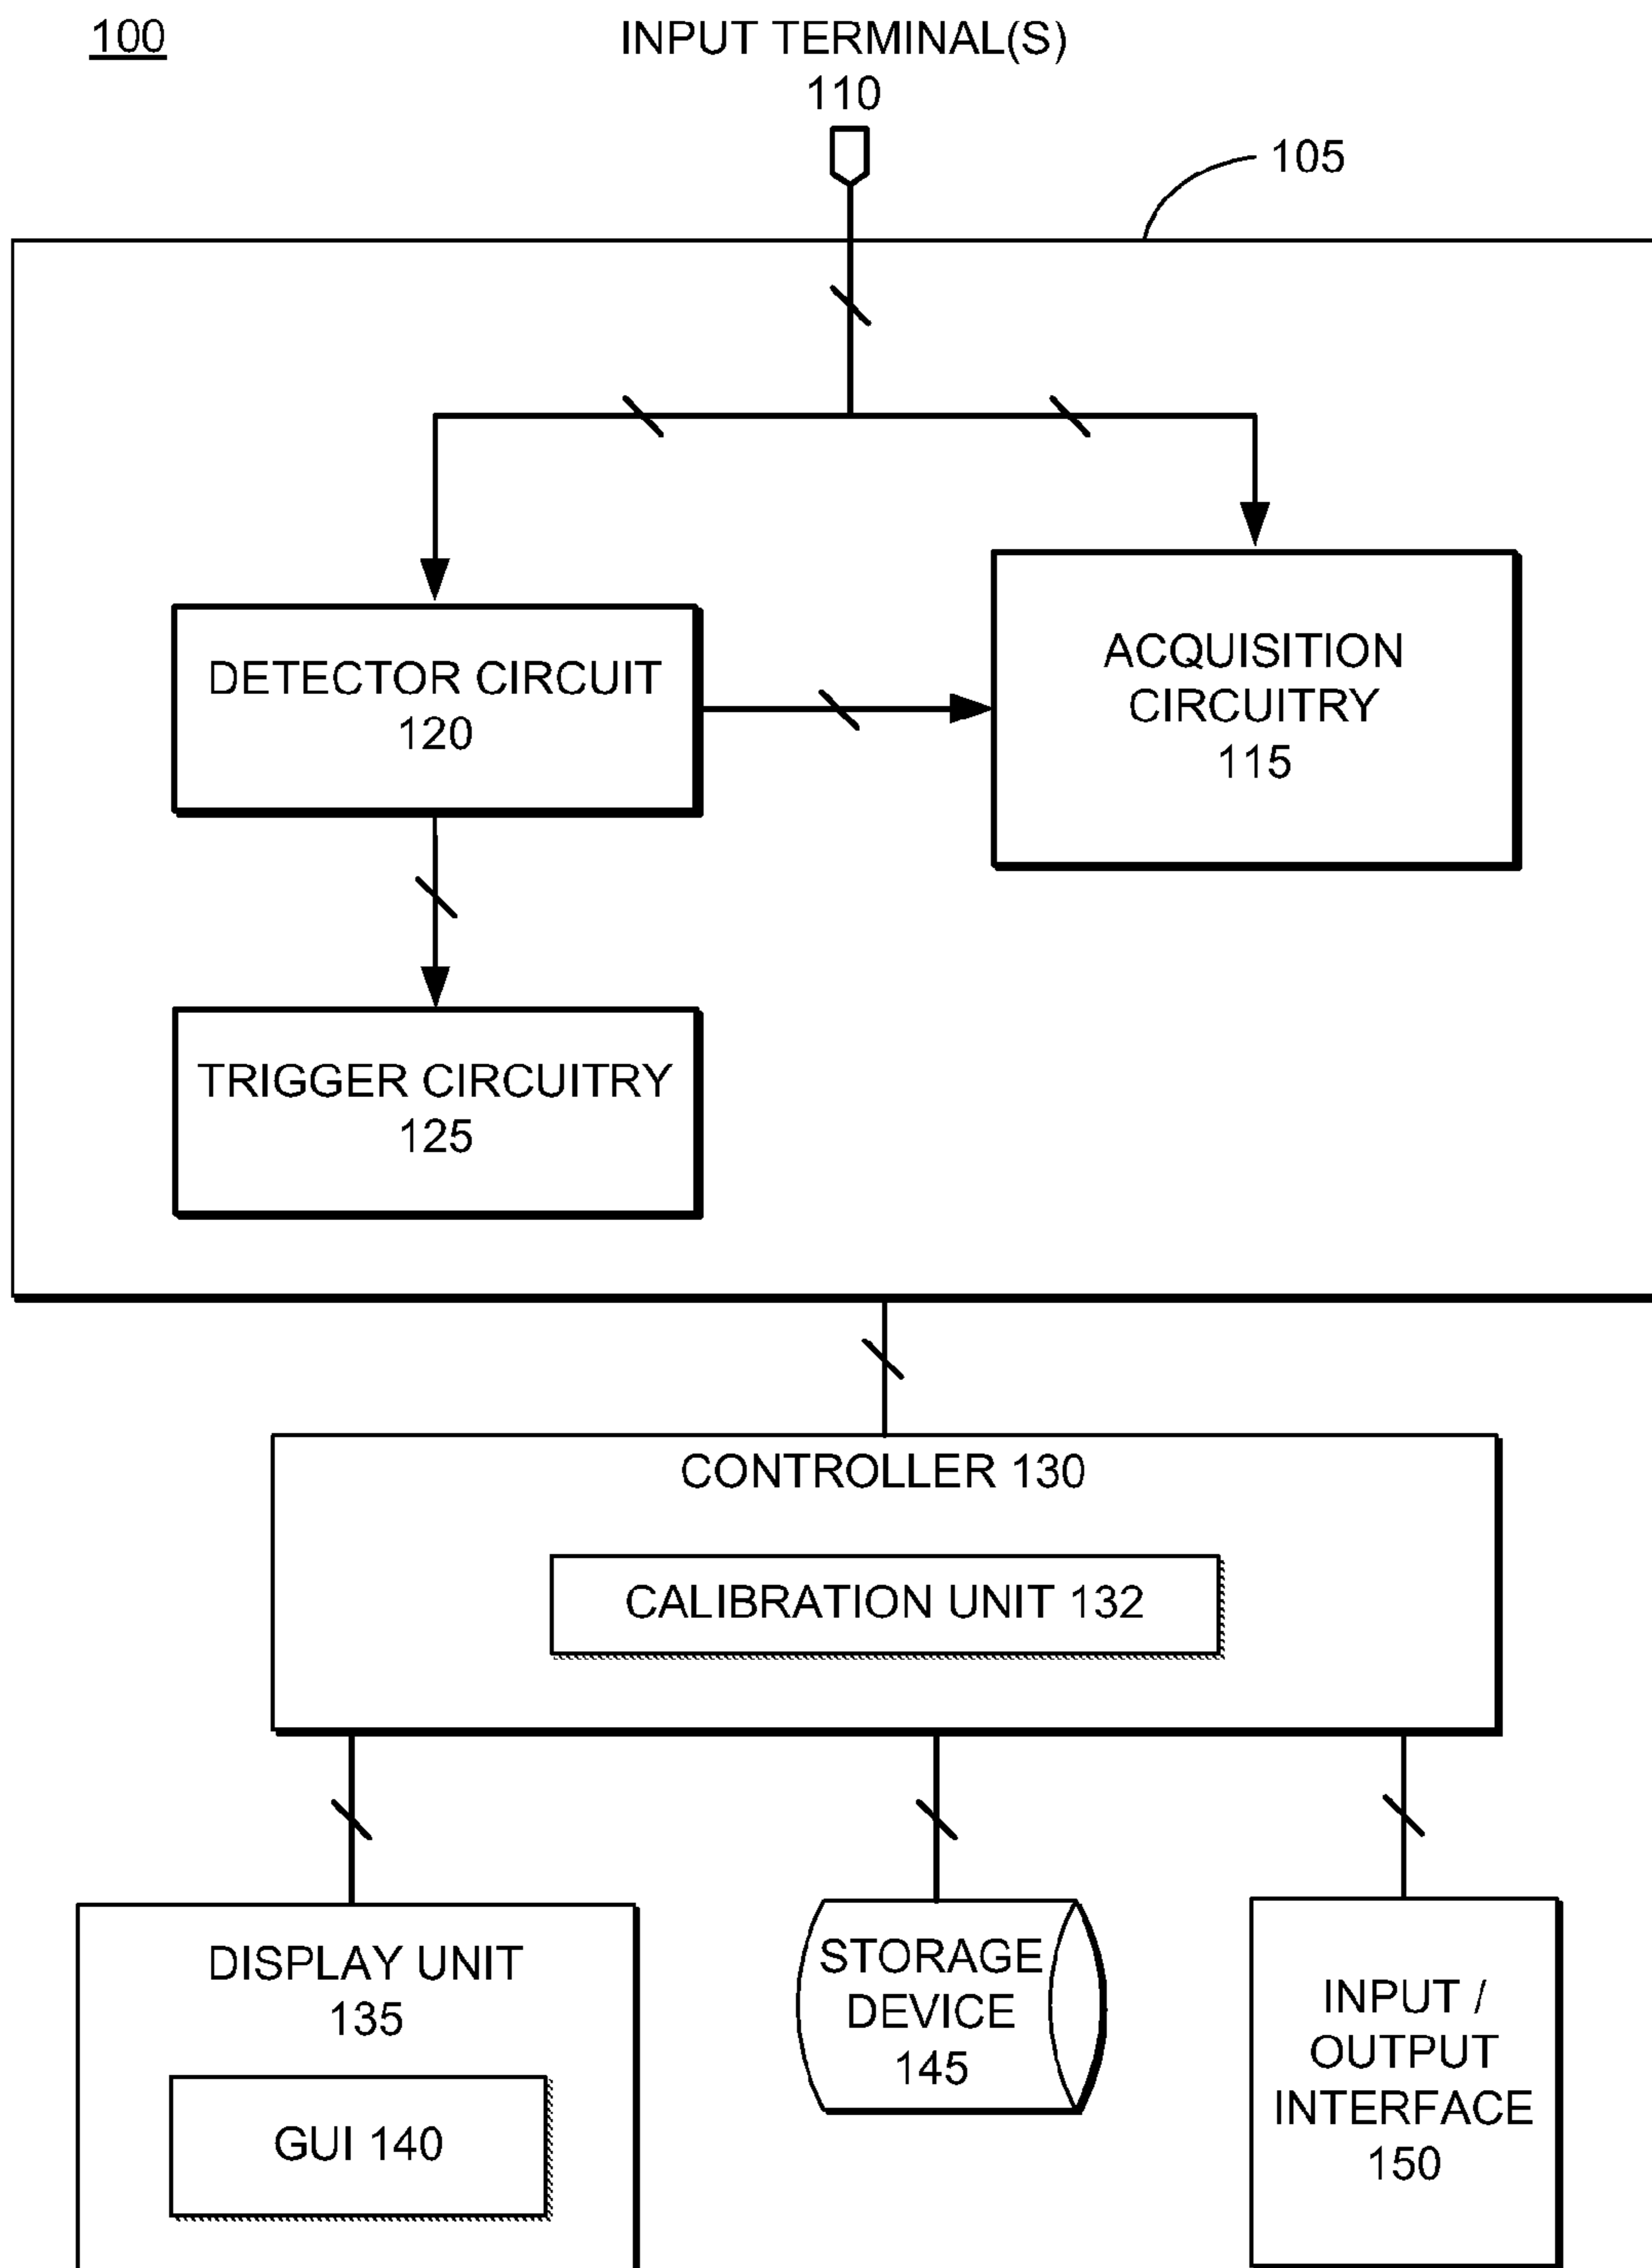 100
INPUT TERMINAL(S)
110
105
DETECTOR CIRCUIT
120
ACQUISITION
CIRCUITRY
115
TRIGGER CIRCUITRY
125
CONTROLLER 130
CALIBRATION UNIT 132
DISPLAY UNIT
135
GUI 140
STORAGE
DEVICE
145
INPUT /
OUTPUT
INTERFACE
150